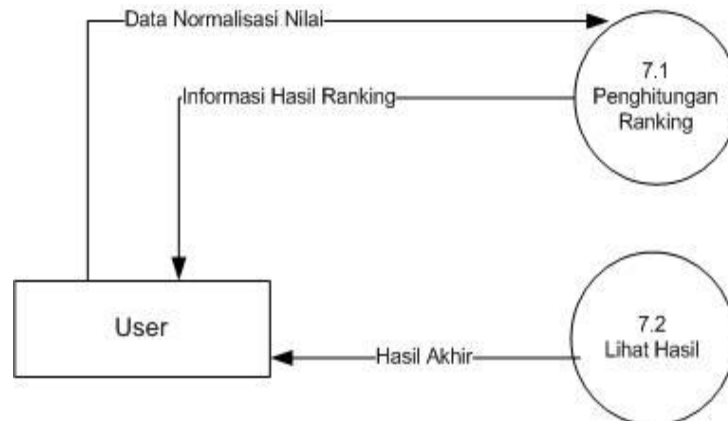 Data Normalisasi Nilai
7.1
Penghitungan
Ranking
Informasi Hasil Ranking
User
7.2
Lihat Hasil
Hasil Akhir